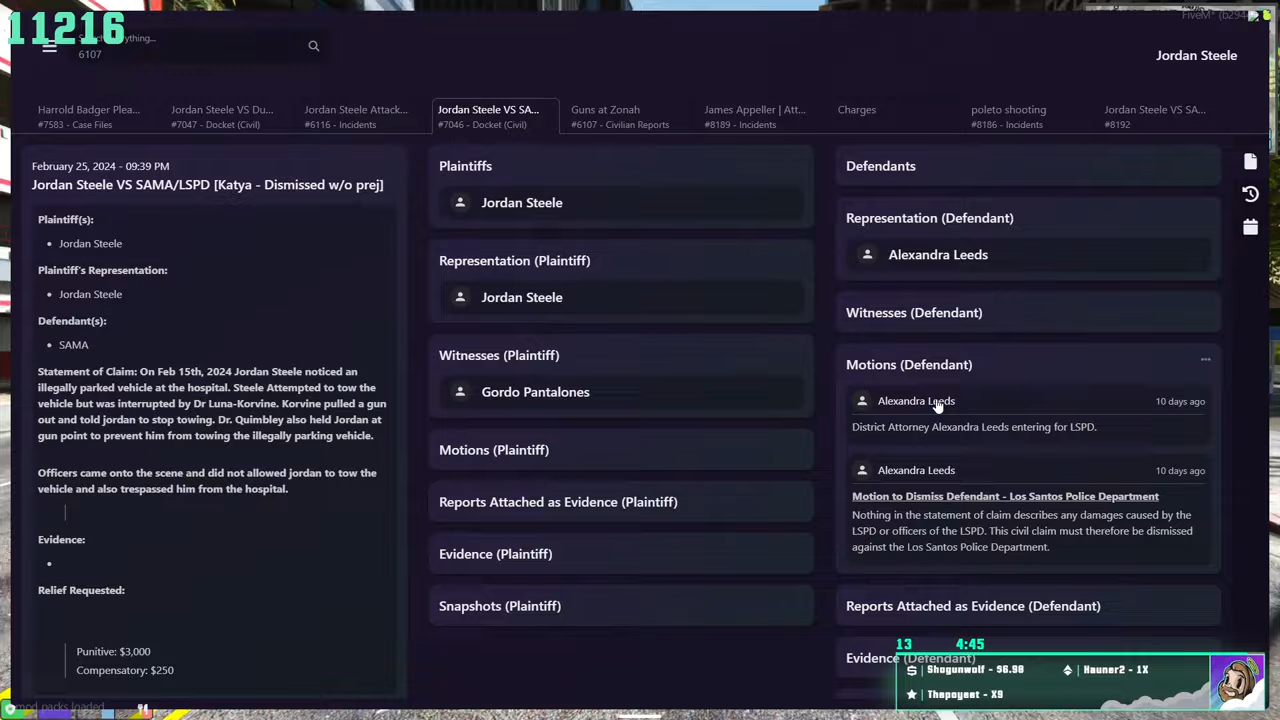 11216
FiveM* (b294
6107
Jordan Steele
Harrold Badger Plea...
#7583 - Case Files
Jordan Steele VS Du...
#7047 - Docket (Civil)
Jordan Steele Attack...
#6116 - Incidents
Jordan Steele VS SA...
#7046 - Docket (Civil)
Guns at Zonah
#6107 - Civilian Reports
James Appeller | Att...
#8189 - Incidents
Charges
poleto shooting
#8186 - Incidents
Jordan Steele VS SA...
#8192
February 25, 2024 - 09:39 PM
Jordan Steele VS SAMA/LSPD [Katya - Dismissed w/o prej]
Plaintiff(s):
Jordan Steele
Plaintiff's Representation:
Jordan Steele
Defendant(s):
SAMA
Statement of Claim: On Feb 15th, 2024 Jordan Steele noticed an
illegally parked vehicle at the hospital. Steele Attempted to tow the
vehicle but was interrupted by Dr Luna-Korvine. Korvine pulled a gun
out and told jordan to stop towing. Dr. Quimbley also held Jordan at
gun point to prevent him from towing the illegally parking vehicle.
Officers came onto the scene and did not allowed jordan to tow the
vehicle and also trespassed him from the hospital.
Evidence:
Relief Requested:
Punitive: $3,000
Compensatory: $250
Plaintiffs
Jordan Steele
Representation (Plaintiff)
Jordan Steele
Witnesses (Plaintiff)
Gordo Pantalones
Motions (Plaintiff)
Reports Attached as Evidence (Plaintiff)
Evidence (Plaintiff)
Snapshots (Plaintiff)
Defendants
Representation (Defendant)
Alexandra Leeds
Witnesses (Defendant)
Motions (Defendant)
Alexandra Leeds
10 days ago
District Attorney Alexandra Leeds entering for LSPD.
Alexandra Leeds
10 days ago
Motion to Dismiss Defendant - Los Santos Police Department
Nothing in the statement of claim describes any damages caused by the
LSPD or officers of the LSPD. This civil claim must therefore be dismissed
against the Los Santos Police Department.
Reports Attached as Evidence (Defendant)
Evidence (Defendant)
13 4:45
Shogunwolf - $6.90
Hauner2 - 1X
Thepoyeet - X9
mod packs loaded